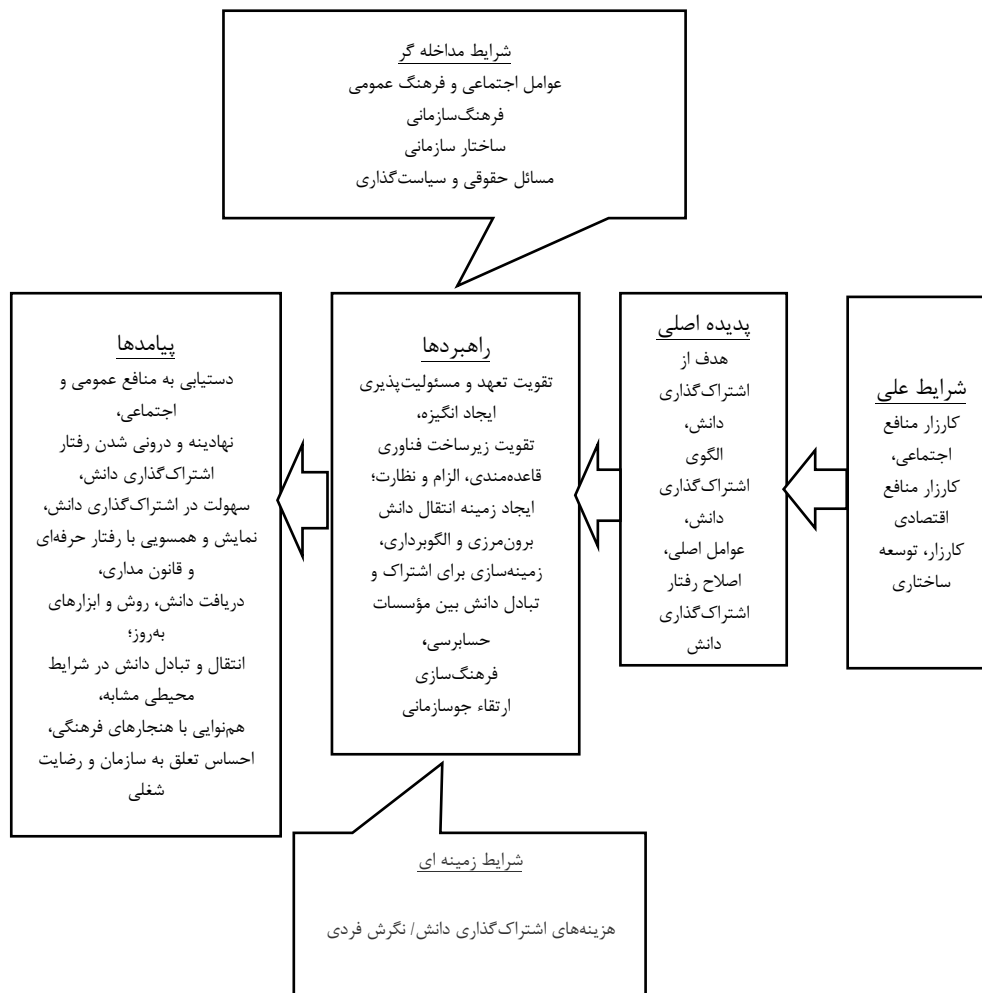 شرایط مداخله گر
عوامل اجتماعی و فرهنگ عمومی
فرهنگ‌سازمانی
ساختار سازمانی
مسائل حقوقی و سیاست‌گذاری
شرایط علی
کارزار منافع
اجتماعی،
کارزار منافع
اقتصادی
کارزار، توسعه
ساختاری
پدیده اصلی
هدف از
اشتراک‌گذاری
دانش،
الگوی
اشتراک‌گذاری
دانش،
عوامل اصلی،
اصلاح رفتار
اشتراک‌گذاری
دانش
راهبردها
تقویت تعهد و مسئولیت‌پذیری
ایجاد انگیزه،
تقویت زیرساخت فناوری
قاعده‌مندی، الزام و نظارت؛
ایجاد زمینه انتقال دانش
برون‌مرزی و الگوبرداری،
زمینه‌سازی برای اشتراک و
تبادل دانش بین مؤسسات
حسابرسی،
فرهنگ‌سازی
ارتقاء جوسازمانی
پیامدها
دستیابی به منافع عمومی و
اجتماعی،
نهادینه و درونی شدن رفتار
اشتراک‌گذاری دانش،
سهولت در اشتراک‌گذاری دانش،
نمایش و همسویی با رفتار حرفه‌ای
و قانون مداری،
دریافت دانش، روش و ابزارهای
به‌روز؛
انتقال و تبادل دانش در شرایط
محیطی مشابه،
هم‌نوایی با هنجارهای فرهنگی،
احساس تعلق به سازمان و رضایت
شغلی
شرایط زمینه ای
هزینه‌های اشتراک‌گذاری دانش/ نگرش فردی